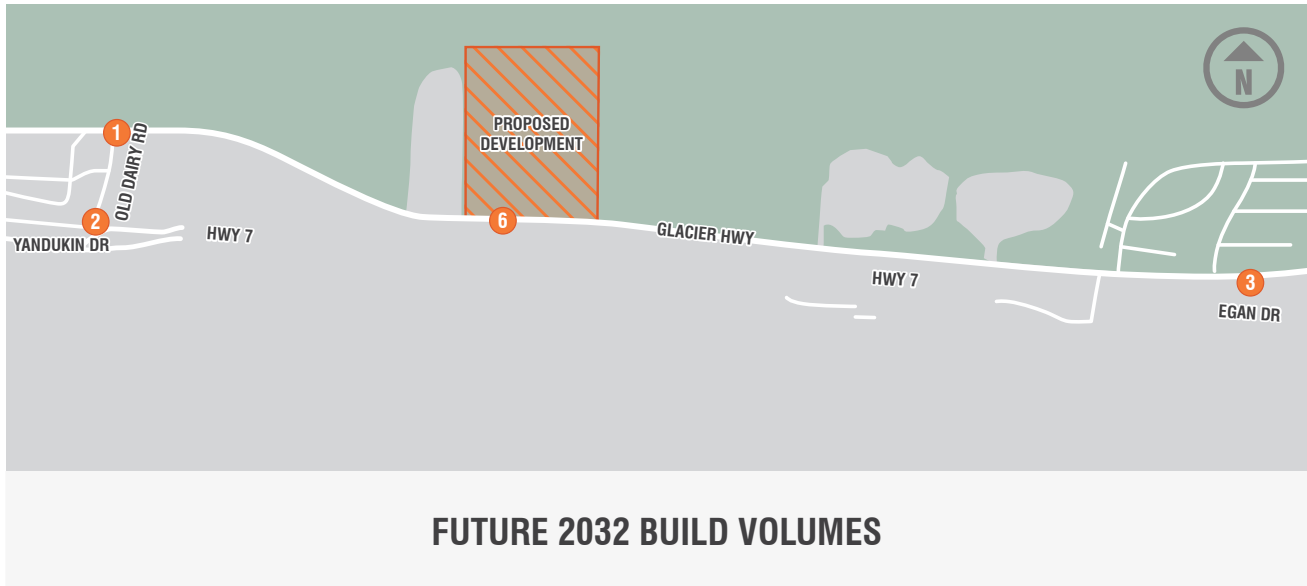 N
PROPOSED
DEVELOPMENT
1
OLD DAIRY RD
2
YANDUKIN DR
HWY 7
6
GLACIER HWY
HWY 7
3
EGAN DR
FUTURE 2032 BUILD VOLUMES